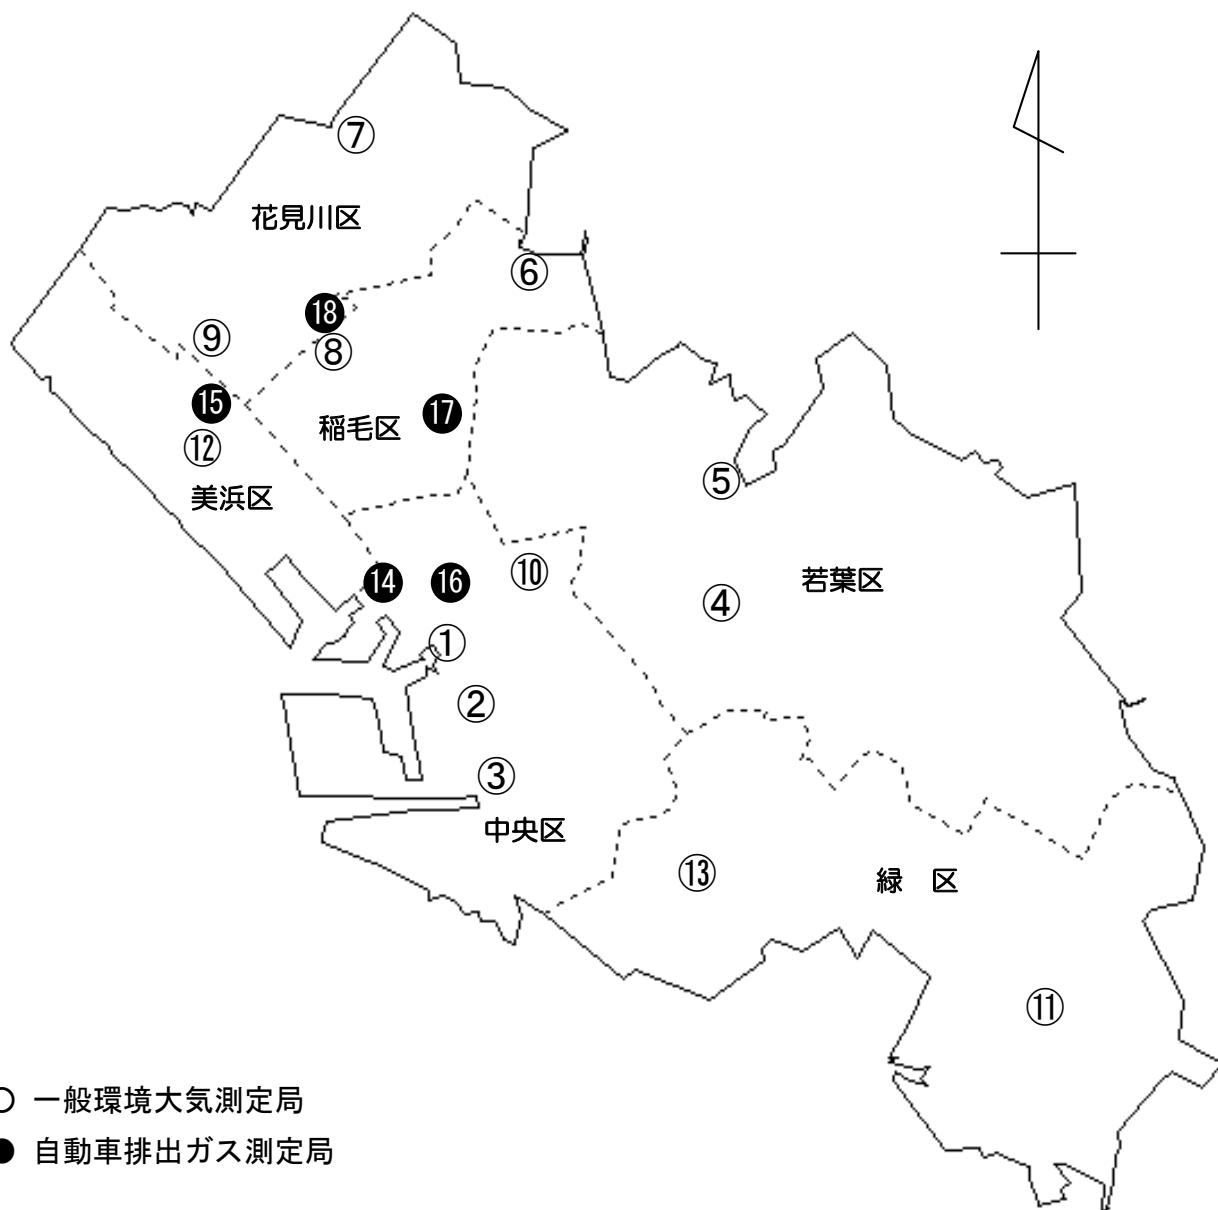 ⑦
花見川区
⑥
⓲
⑨
⑧
⓯
⓱
稲毛区
⑫
美浜区
⑤
⓮
⓰
⑩
若葉区
④
①
②
③
中央区
⑬
緑　区
⑪
○ 一般環境大気測定局
● 自動車排出ガス測定局